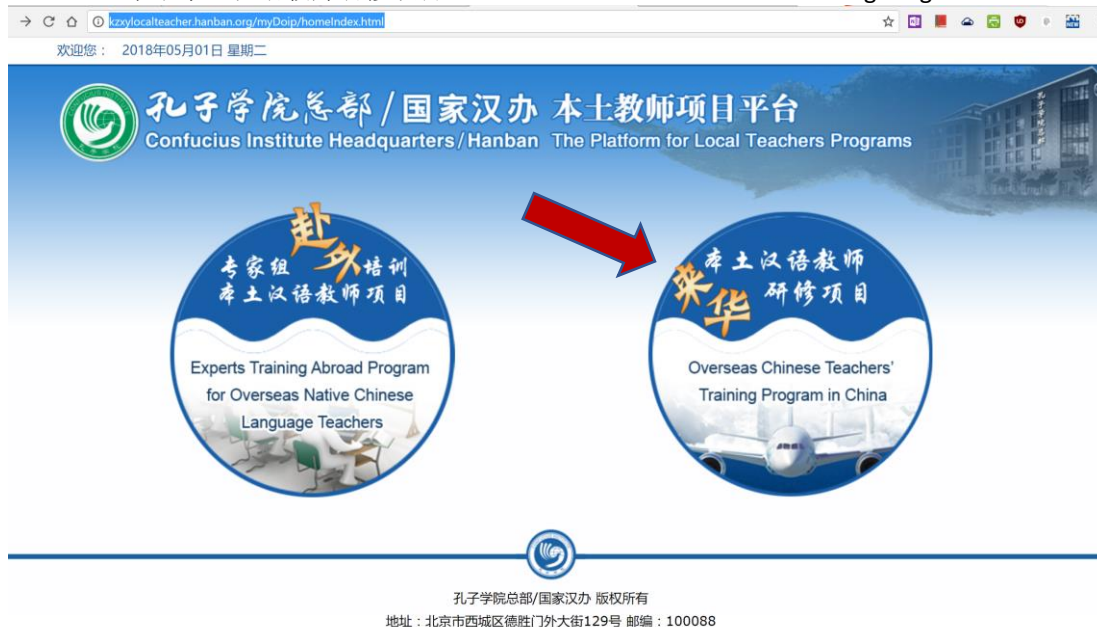 kzxylocalteacher.hanban.org/myDoip/homeIndex.html
欢迎您： 2018年05月01日 星期二
孔子学院总部/国家汉办 本土教师项目平台
Confucius Institute Headquarters/Hanban The Platform for Local Teachers Programs
孔子学院总部
专家组赴外培训
本土汉语教师项目
Experts Training Abroad Program
for Overseas Native Chinese
Language Teachers
来华本土汉语教师
研修项目
Overseas Chinese Teachers'
Training Program in China
孔子学院总部/国家汉办 版权所有
地址：北京市西城区德胜门外大街129号 邮编：100088